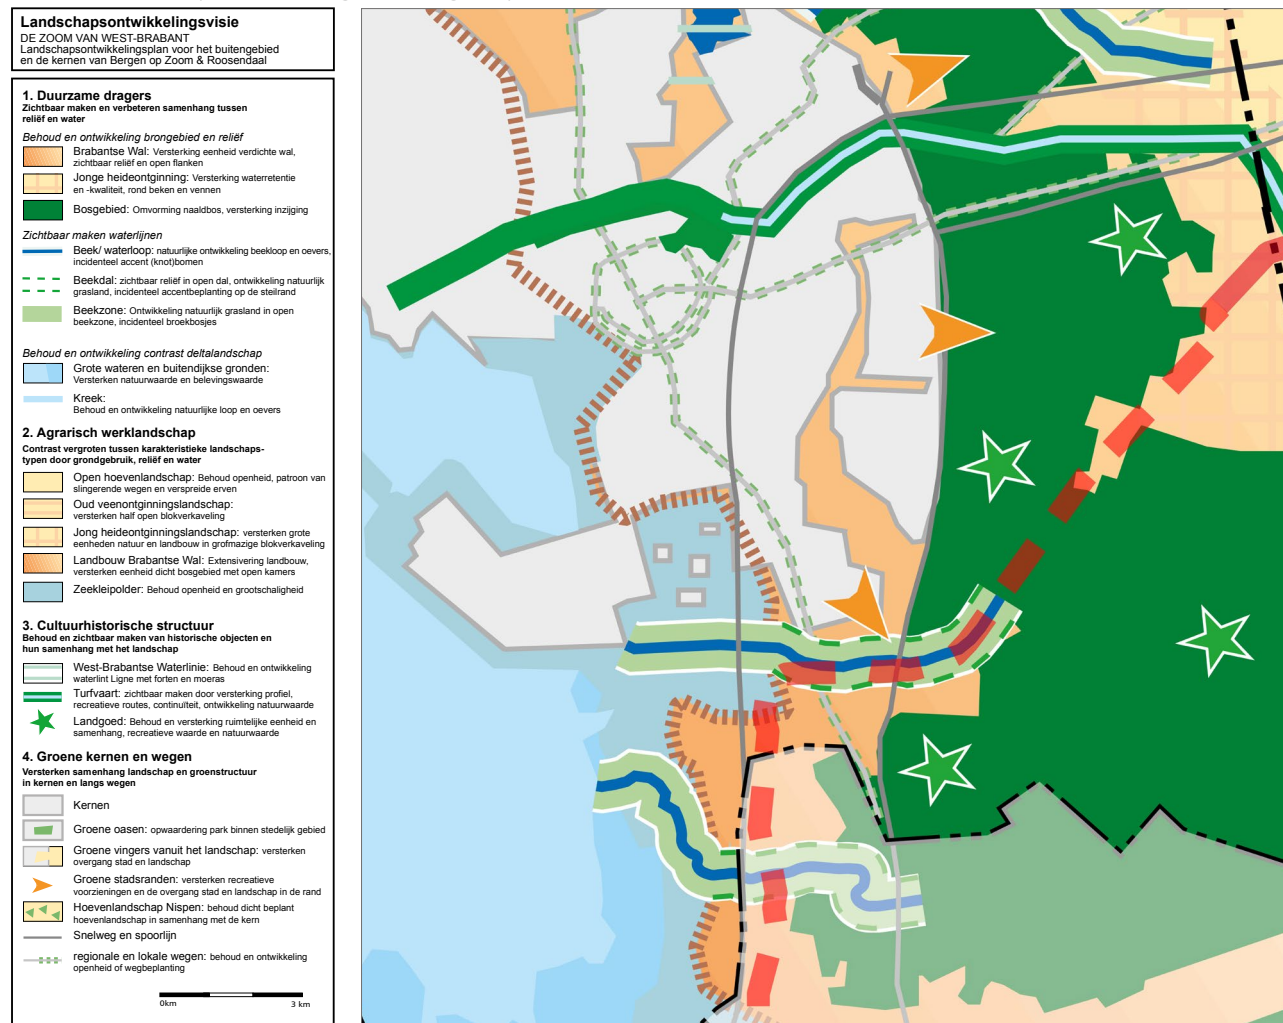 Landschapsontwikkelingsvisie
DE ZOOM VAN WEST-BRABANT
Landschapsontwikkelingsplan voor het buitengebied
en de kernen van Bergen op Zoom & Roosendaal
1. Duurzame dragers
Zichtbaar maken en verbeteren samenhang tussen
reliëf en water
Behoud en ontwikkeling brongebied en reliëf
Brabantse Wal: Versterking eenheid verdichte wal,
zichtbaar reliëf en open flanken
Jonge heideontginning: Versterking waterretentie
en -kwaliteit, rond beken en vennen
Bosgebied: Omvorming naaldbos, versterking inzijging
Zichtbaar maken waterlijnen
Beek/ waterloop: natuurlijke ontwikkeling beekloop en oevers,
incidenteel accent (knot)bomen
Beekdal: zichtbaar reliëf in open dal, ontwikkeling natuurlijk
grasland, incidenteel accentbeplanting op de steilrand
Beekzone: Ontwikkeling natuurlijk grasland in open
beekzone, incidenteel broekbosjes
Behoud en ontwikkeling contrast deltalandschap
Grote wateren en buitendijkse gronden:
Versterken natuurwaarde en belevingswaarde
Kreek:
Behoud en ontwikkeling natuurlijke loop en oevers
2. Agrarisch werklandschap
Contrast vergroten tussen karakteristieke landschaps-
typen door grondgebruik, reliëf en water
Open hoevenlandschap: Behoud openheid, patroon van
slingerende wegen en verspreide erven
Oud veenontginningslandschap:
versterken half open blokverkaveling
Jong heideontginningslandschap: versterken grote
eenheden natuur en landbouw in grofmazige blokverkaveling
Landbouw Brabantse Wal: Extensivering landbouw,
versterken eenheid dicht bosgebied met open kamers
Zeekleipolder: Behoud openheid en grootschaligheid
3. Cultuurhistorische structuur
Behoud en zichtbaar maken van historische objecten en
hun samenhang met het landschap
West-Brabantse Waterlinie: Behoud en ontwikkeling
waterlint Ligne met forten en moeras
Turfvaart: zichtbaar maken door versterking profiel,
recreatieve routes, continuïteit, ontwikkeling natuurwaarde
Landgoed: Behoud en versterking ruimtelijke eenheid en
samenhang, recreatieve waarde en natuurwaarde
4. Groene kernen en wegen
Versterken samenhang landschap en groenstructuur
in kernen en langs wegen
Kernen
Groene oasen: opwaardering park binnen stedelijk gebied
Groene vingers vanuit het landschap: versterken
overgang stad en landschap
Groene stadsranden: versterken recreatieve
voorzieningen en de overgang stad en landschap in de rand
Hoevenlandschap Nispen: behoud dicht beplant
hoevenlandschap in samenhang met de kern
Snelweg en spoorlijn
regionale en lokale wegen: behoud en ontwikkeling
openheid of wegbeplanting
0km 3 km